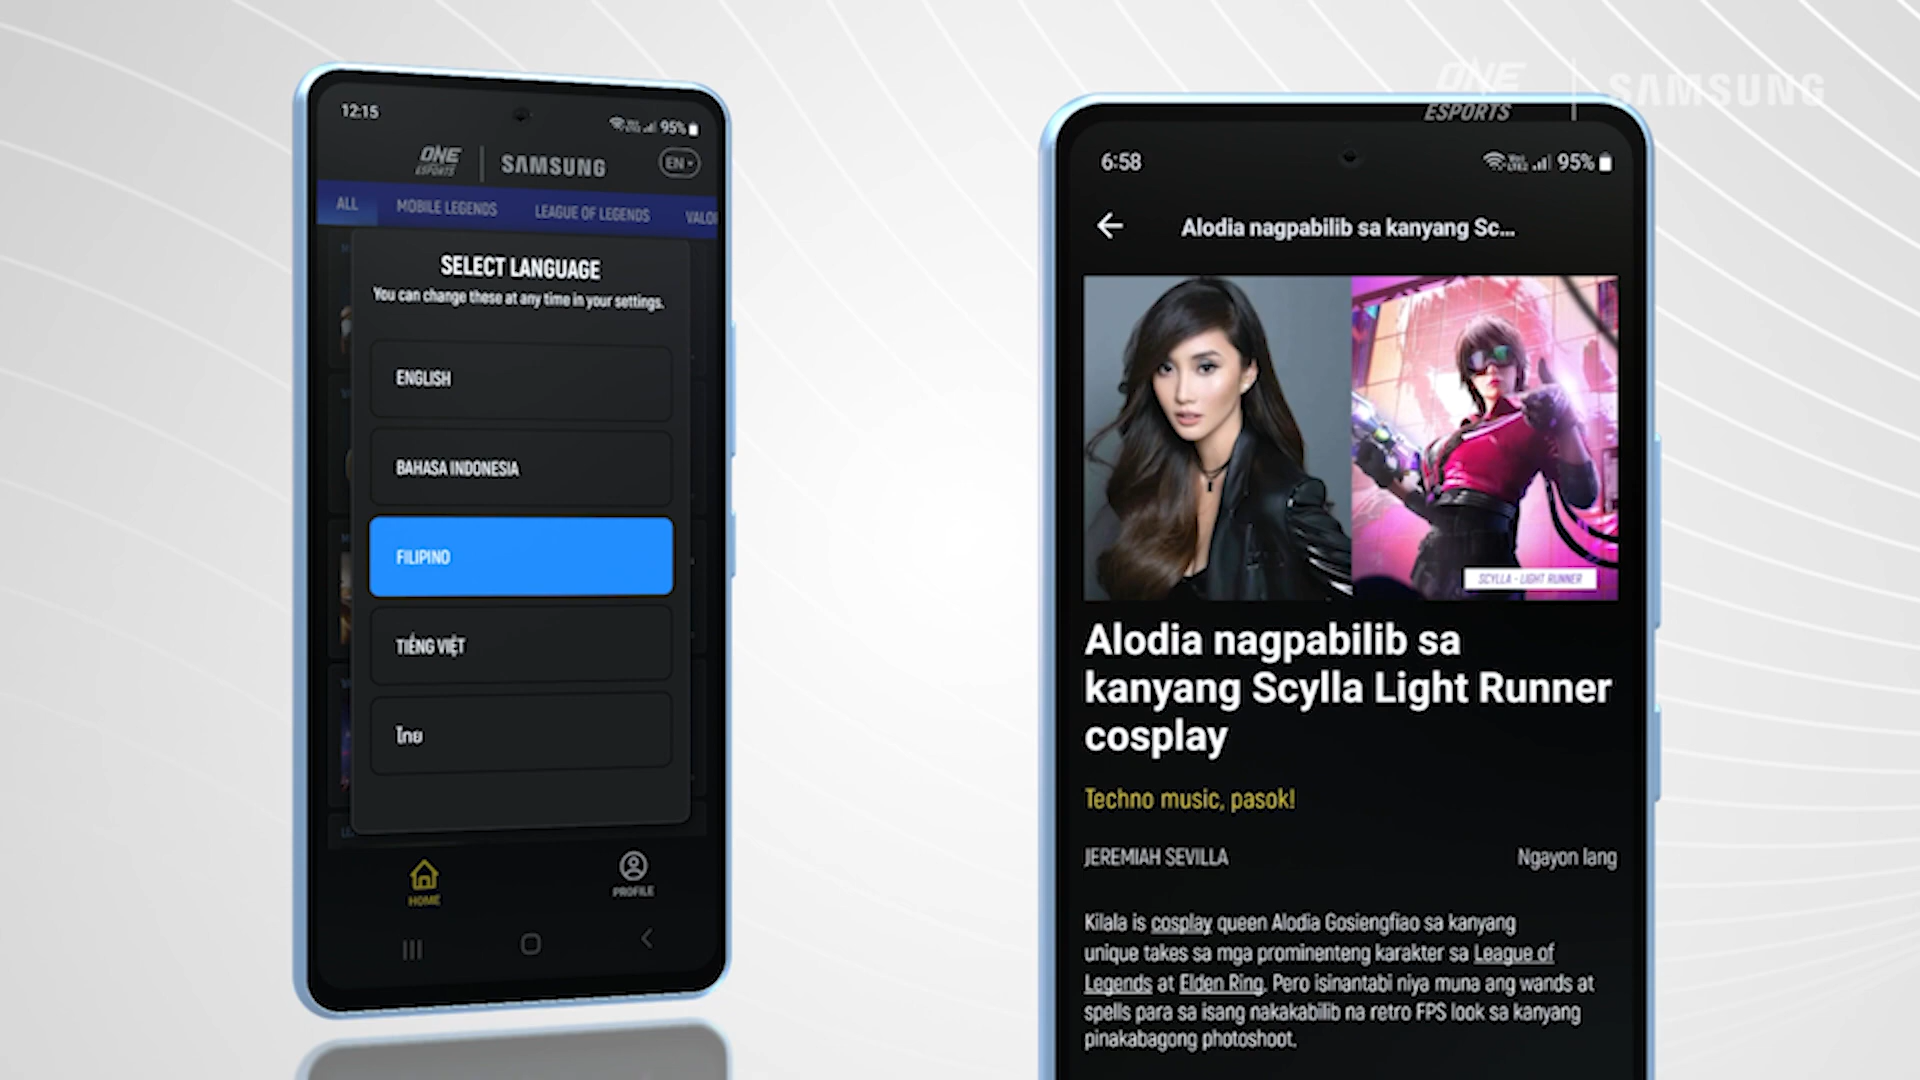 12:15
95%
ONE ESPORTS | SAMSUNG
EN
ALL MOBILE LEGENDS LEAGUE OF LEGENDS
SELECT LANGUAGE
You can change these at any time in your settings.
ENGLISH
BAHASA INDONESIA
FILIPINO
TIẾNG VIỆT
ไทย
HOME
PROFILE
ONE ESPORTS | SAMSUNG
6:58
95%
Alodia nagpabilib sa kanyang Sc...
SCYLLA - LIGHT RUNNER
Alodia nagpabilib sa
kanyang Scylla Light Runner
cosplay
Techno music, pasok!
JEREMIAH SEVILLA
Ngayon lang
Kilala is cosplay queen Alodia Gosiengfiao sa kanyang
unique takes sa mga prominenteng karakter sa League of
Legends at Elden Ring. Pero isinantabi niya muna ang wands at
spells para sa isang nakakabilib na retro FPS look sa kanyang
pinakabagong photoshoot.